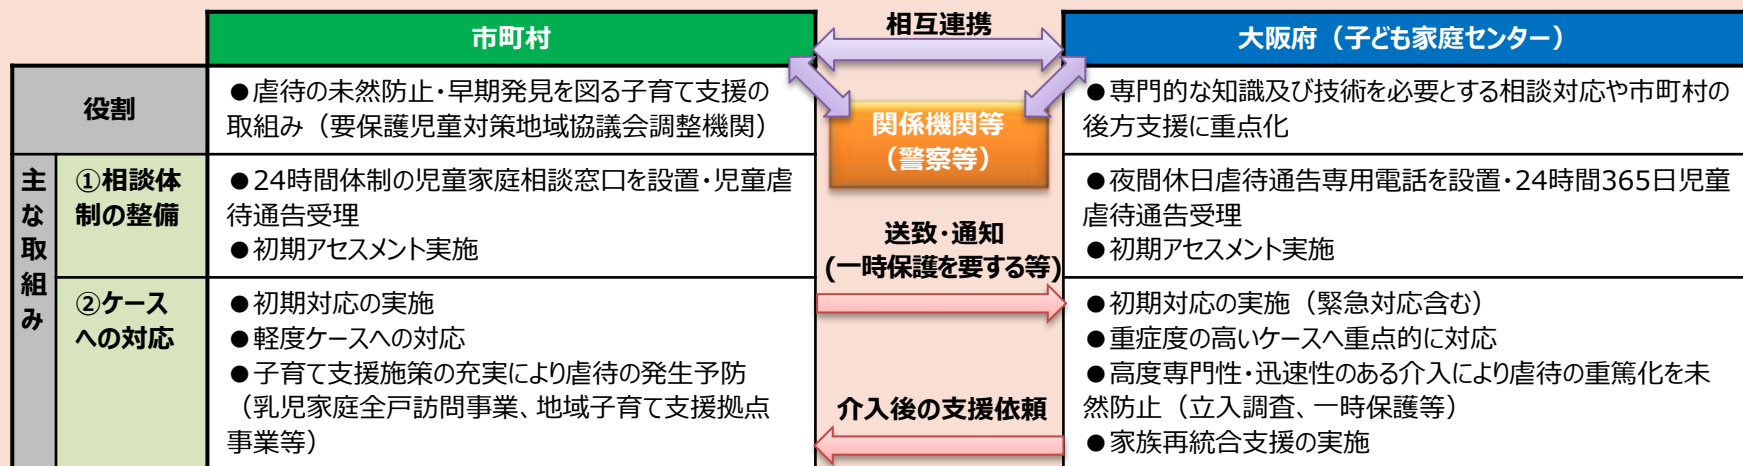 市町村
相互連携
大阪府（子ども家庭センター）
役割
●虐待の未然防止・早期発見を図る子育て支援の
取組み（要保護児童対策地域協議会調整機関）
関係機関等
（警察等）
●専門的な知識及び技術を必要とする相談対応や市町村の
後方支援に重点化
主な取組み
①相談体
制の整備
●24時間体制の児童家庭相談窓口を設置・児童虐
待通告受理
●初期アセスメント実施
送致・通知
(一時保護を要する等)
●夜間休日虐待通告専用電話を設置・24時間365日児童
虐待通告受理
●初期アセスメント実施
②ケース
への対応
●初期対応の実施
●軽度ケースへの対応
●子育て支援施策の充実により虐待の発生予防
（乳児家庭全戸訪問事業、地域子育て支援拠点
事業等）
介入後の支援依頼
●初期対応の実施（緊急対応含む）
●重症度の高いケースへ重点的に対応
●高度専門性・迅速性のある介入により虐待の重篤化を未
然防止（立入調査、一時保護等）
●家族再統合支援の実施